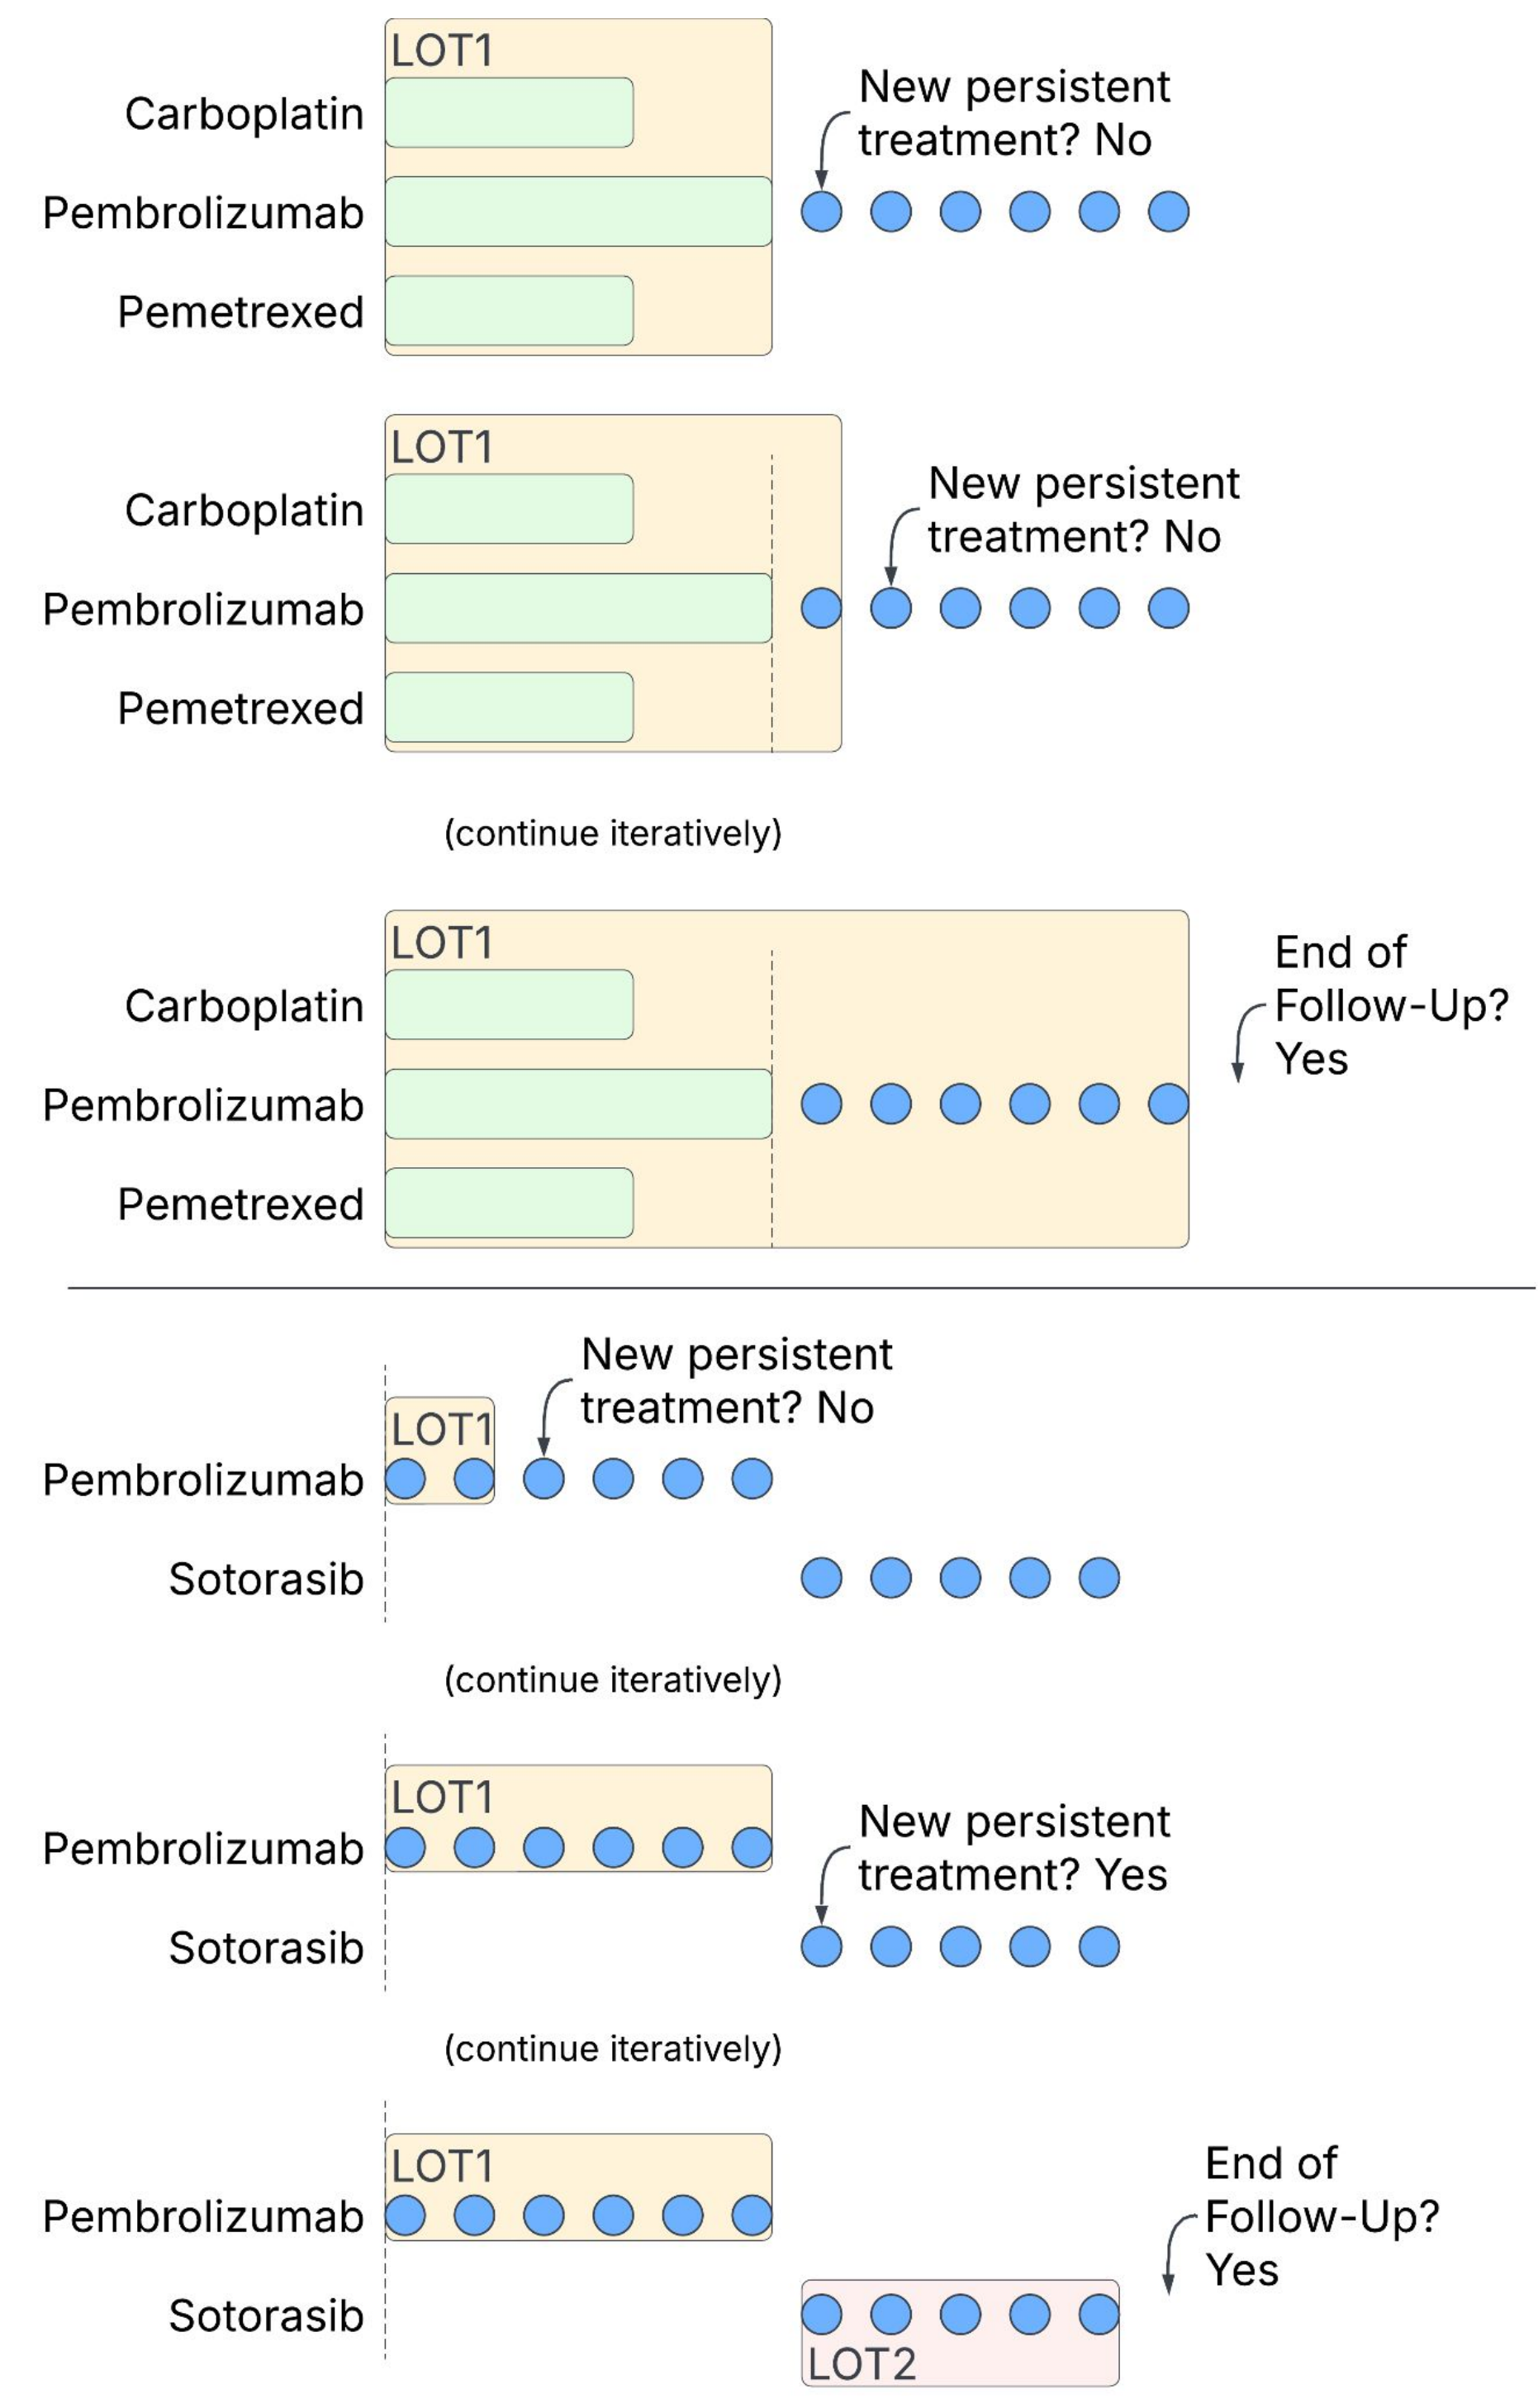 LOT1
Carboplatin
New persistent
treatment? No
Pembrolizumab
Pemetrexed
LOT1
Carboplatin
New persistent
treatment? No
Pembrolizumab
Pemetrexed
(continue iteratively)
LOT1
Carboplatin
End of
Follow-Up?
Yes
Pembrolizumab
Pemetrexed
New persistent
treatment? No
LOT1
Pembrolizumab
Sotorasib
(continue iteratively)
LOT1
New persistent
treatment? Yes
Pembrolizumab
Sotorasib
(continue iteratively)
LOT1
End of
Follow-Up?
Yes
Pembrolizumab
Sotorasib
LOT2